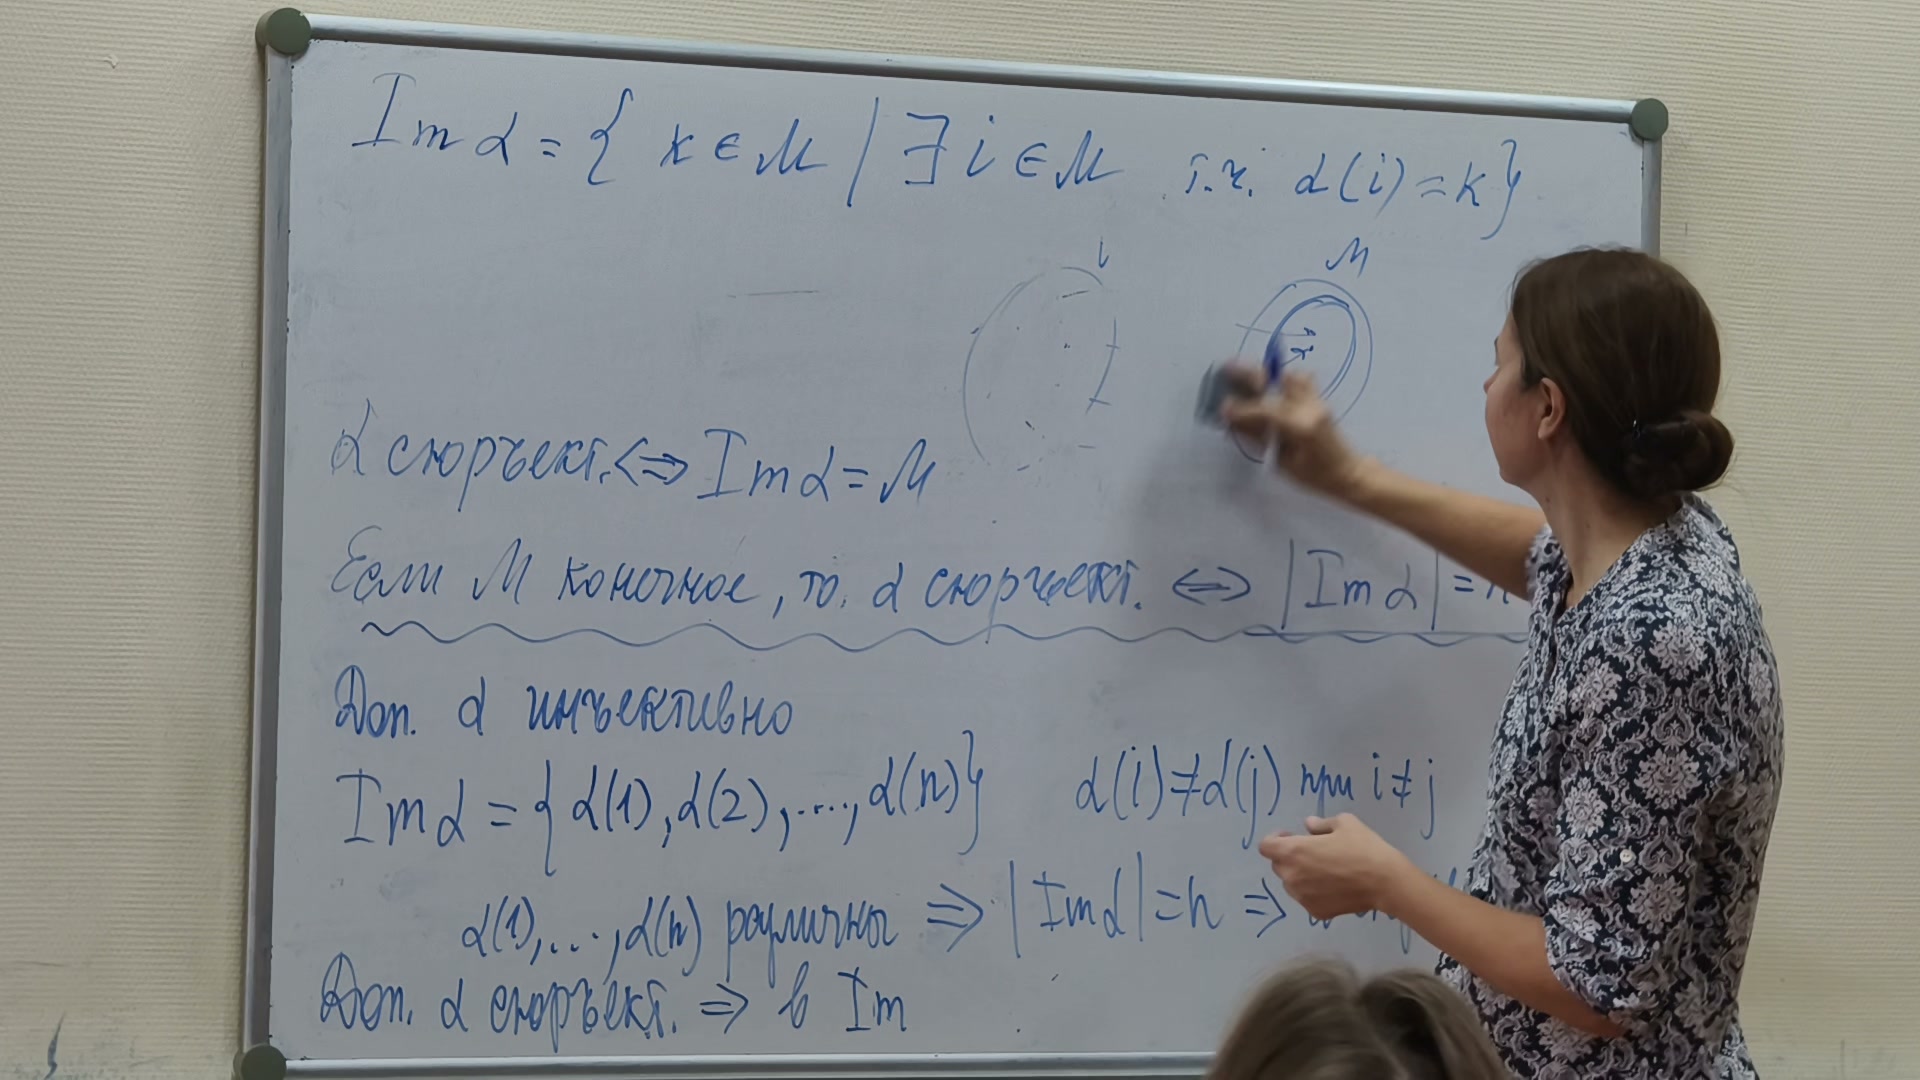 Im α = { k ∈ M | ∃ i ∈ M т.ч. α(i) = k}
M
α сюръект. <=> Im α = M
Если M конечное, то α сюръект. <=> |Im α| = n
Доп. α инъективно
Im α = {α(1), α(2), ..., α(n)} α(i) ≠ α(j) при i ≠ j
α(1), ..., α(n) различны => |Im α| = n =>
Доп. α сюръект. => в Im